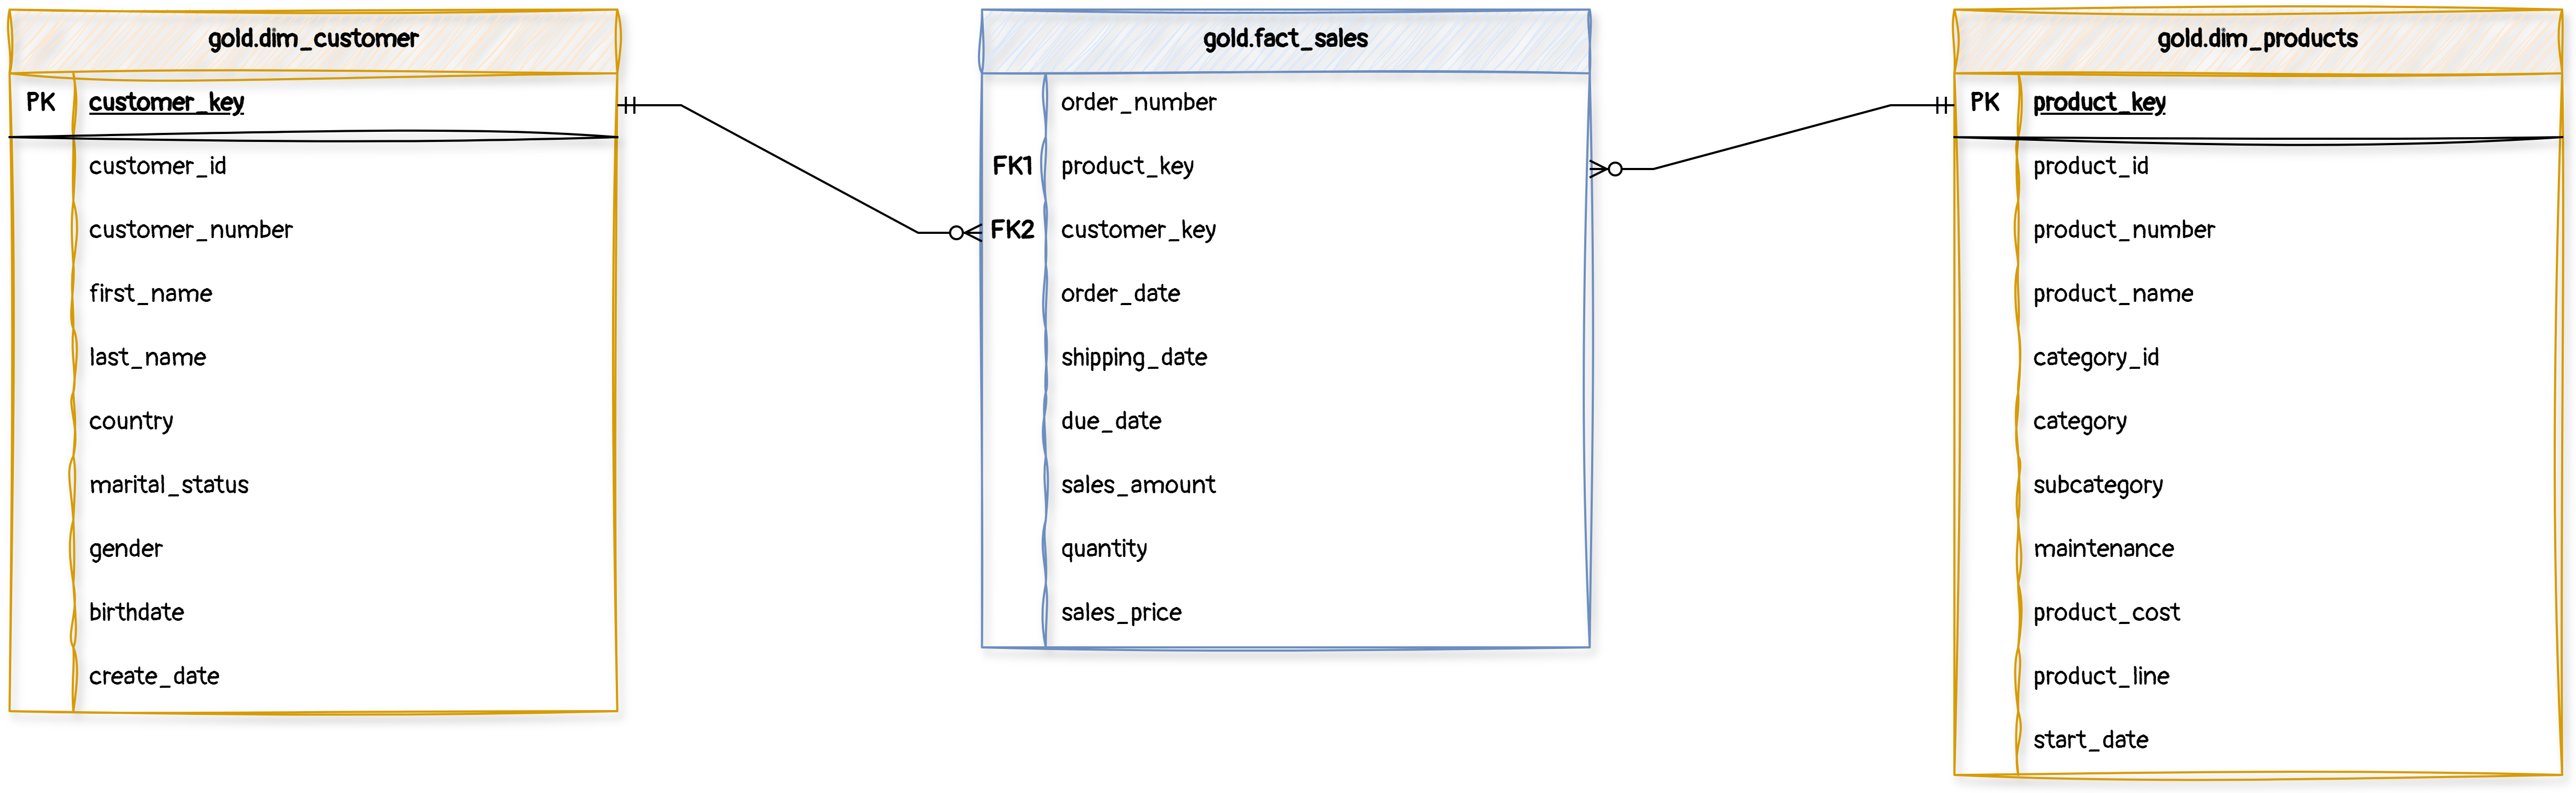 gold.dim_customer
PK customer_key
customer_id
customer_number
first_name
last_name
country
marital_status
gender
birthdate
create_date
gold.fact_sales
order_number
FK1 product_key
FK2 customer_key
order_date
shipping_date
due_date
sales_amount
quantity
sales_price
gold.dim_products
PK product_key
product_id
product_number
product_name
category_id
category
subcategory
maintenance
product_cost
product_line
start_date